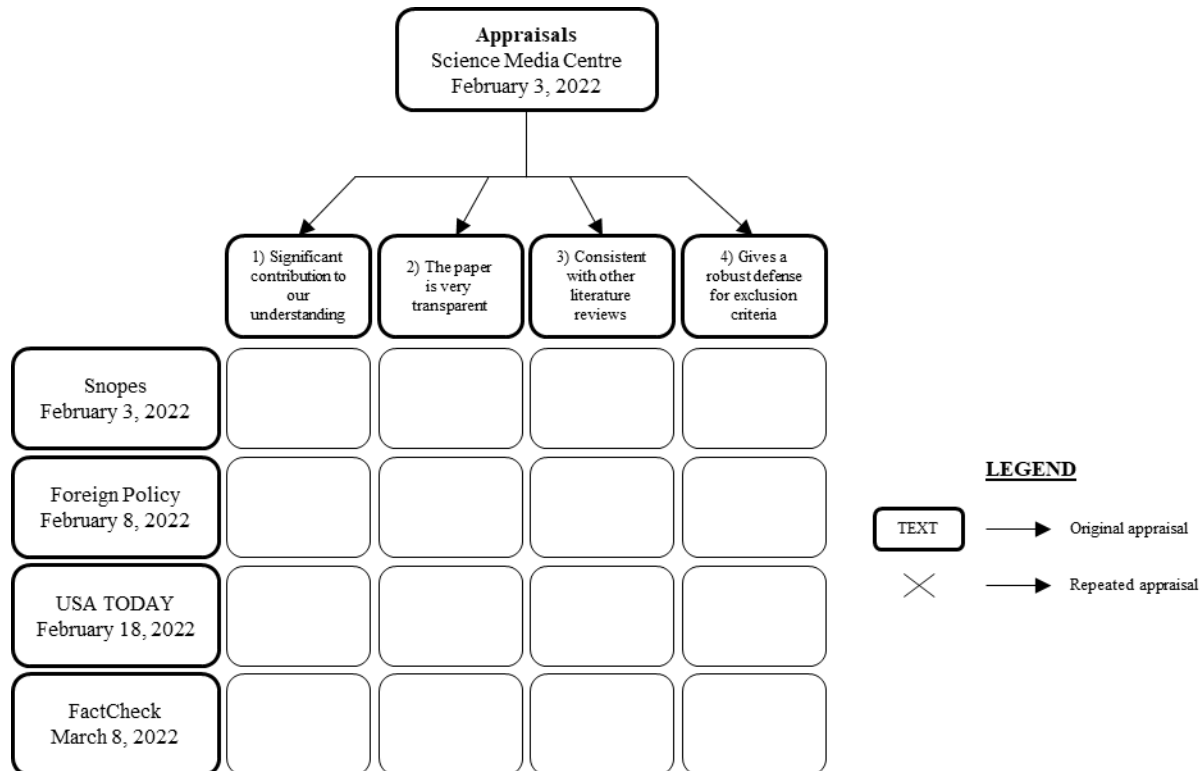 Appraisals
Science Media Centre
February 3, 2022
1) Significant
contribution to
our
understanding
2) The paper
is very
transparent
3) Consistent
with other
literature
reviews
4) Gives a
robust defense
for exclusion
criteria
Snopes
February 3, 2022
Foreign Policy
February 8, 2022
USA TODAY
February 18, 2022
FactCheck
March 8, 2022
LEGEND
TEXT
Original appraisal
Repeated appraisal